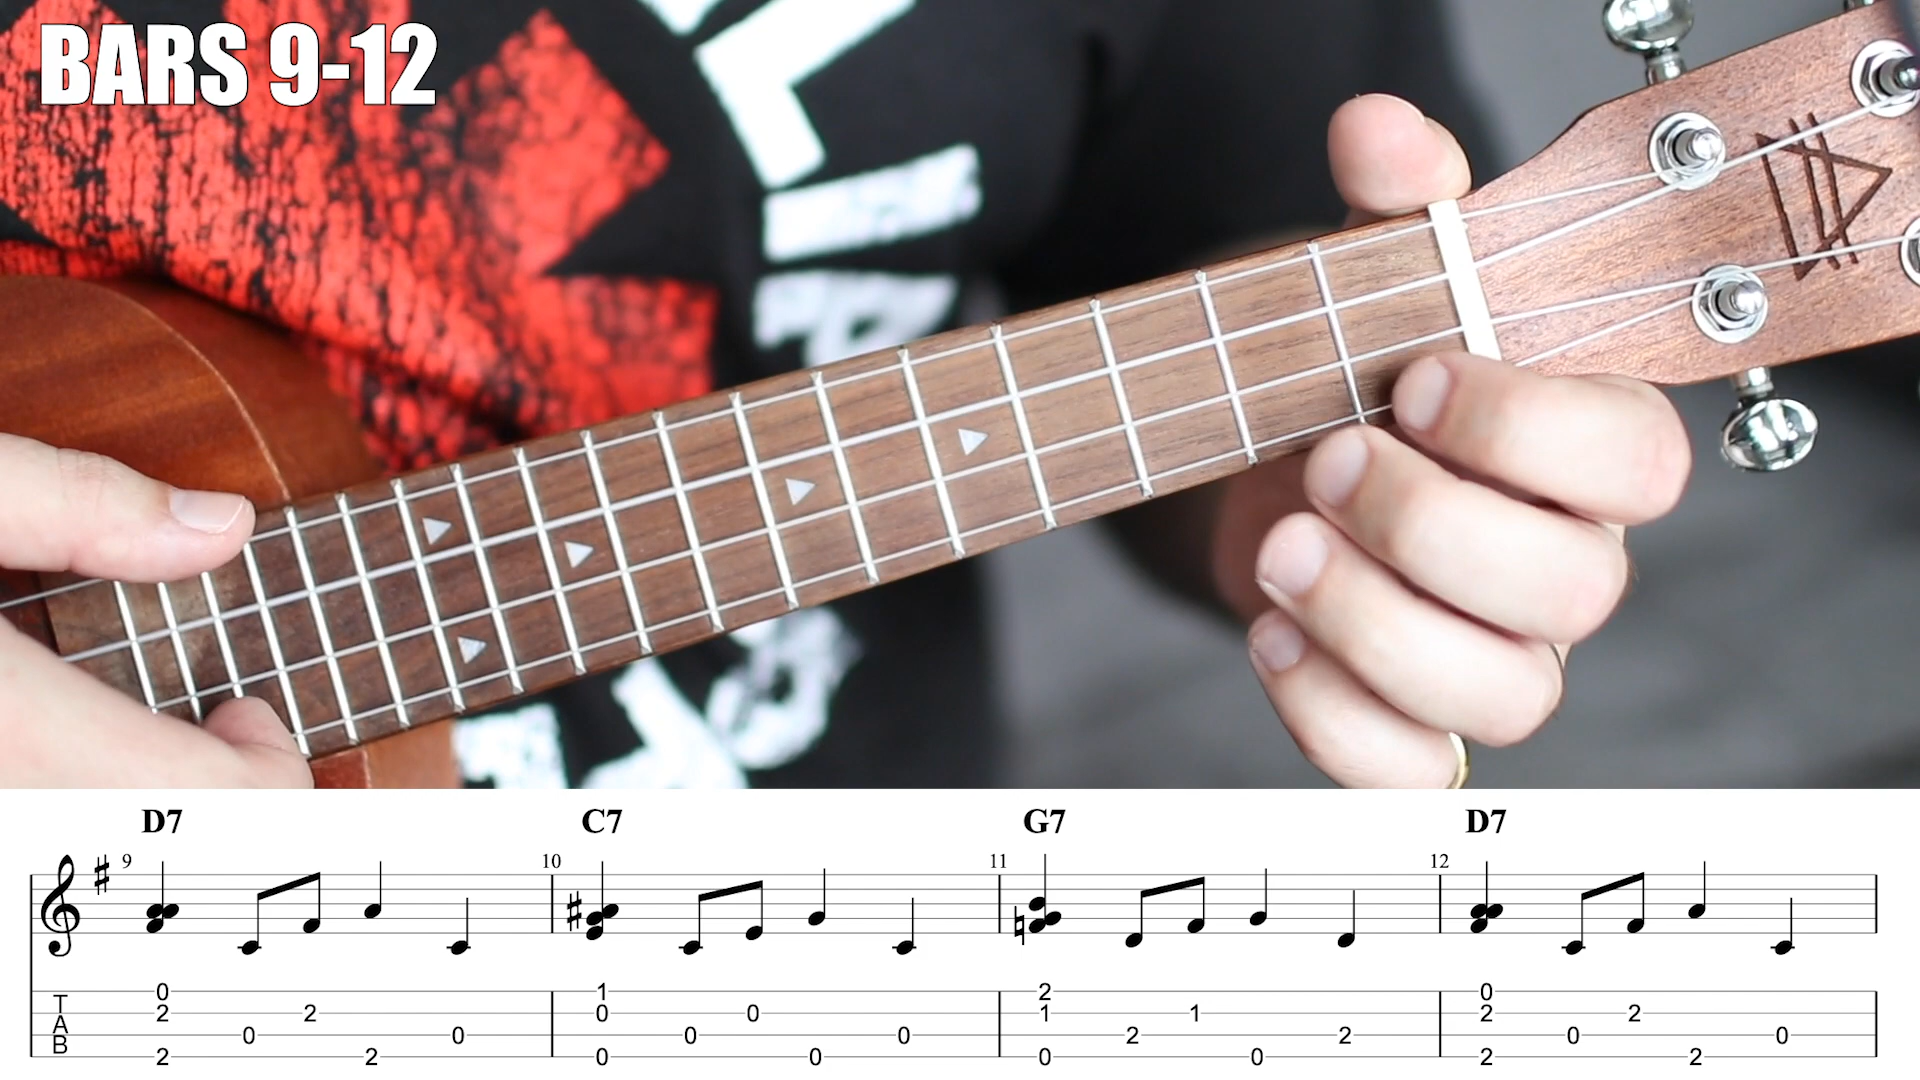 BARS 9-12
D7 C7 G7 D7
9 10 11 12
0 1 2 0
T 2 2 0 0 1 1 2 2
A 0 0 0 0 2 2 0 0
B 2 2 0 0 0 0 2 2